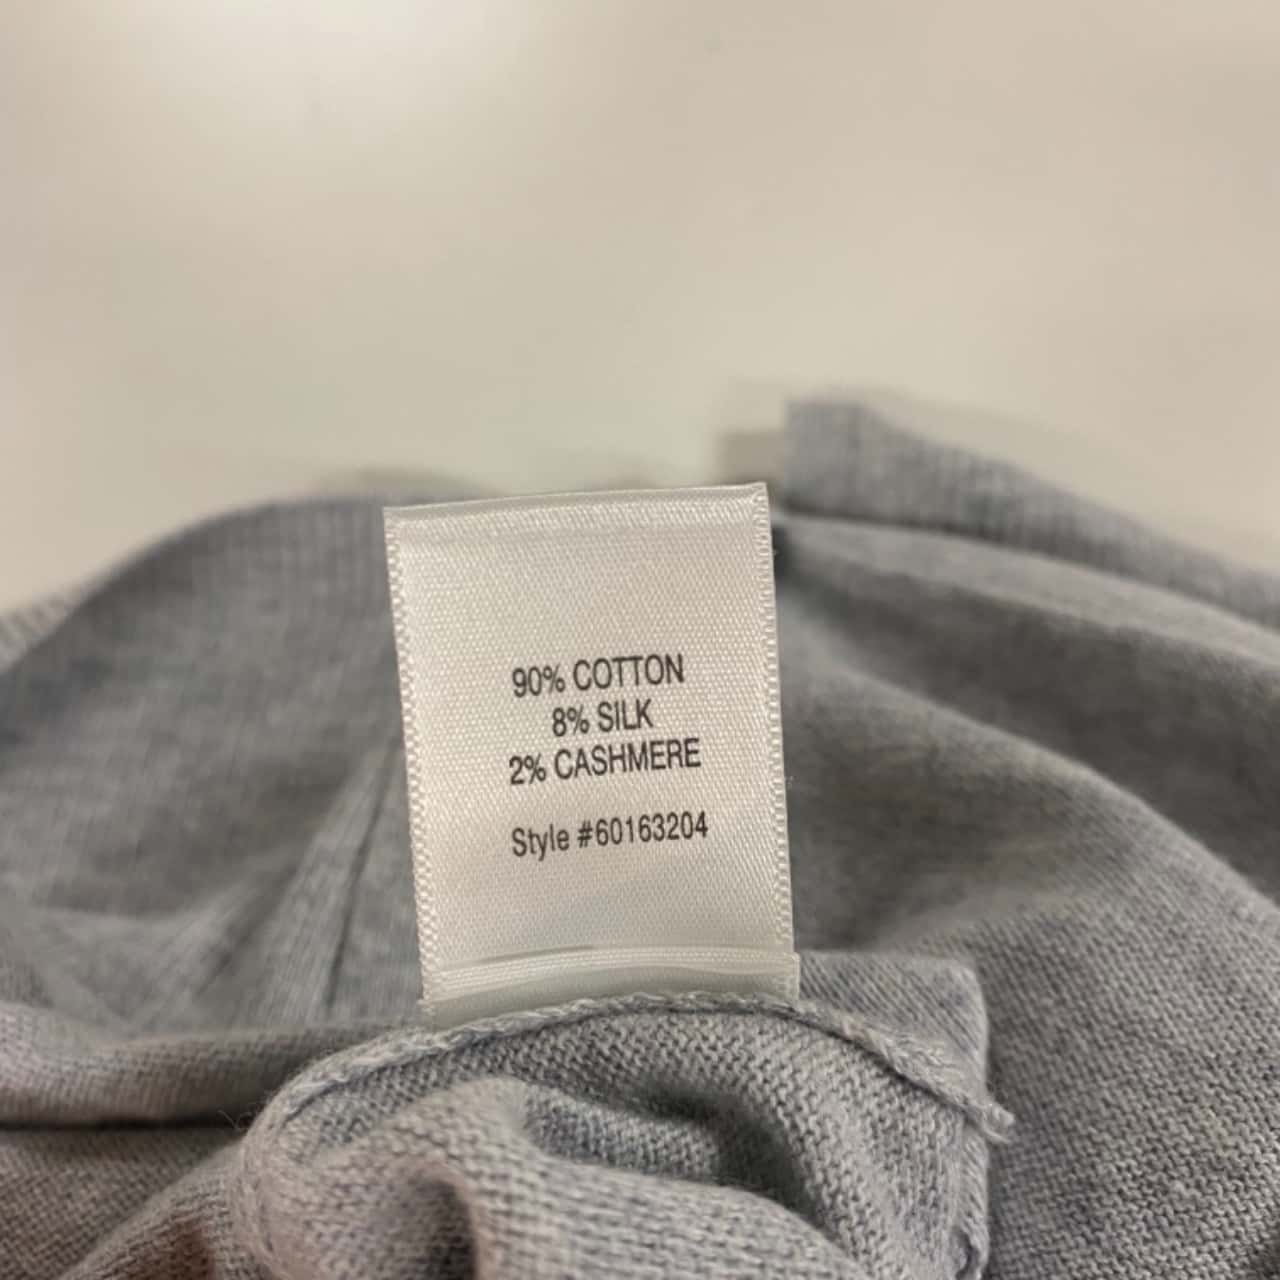 90% COTTON
8% SILK
2% CASHMERE
Style #60163204